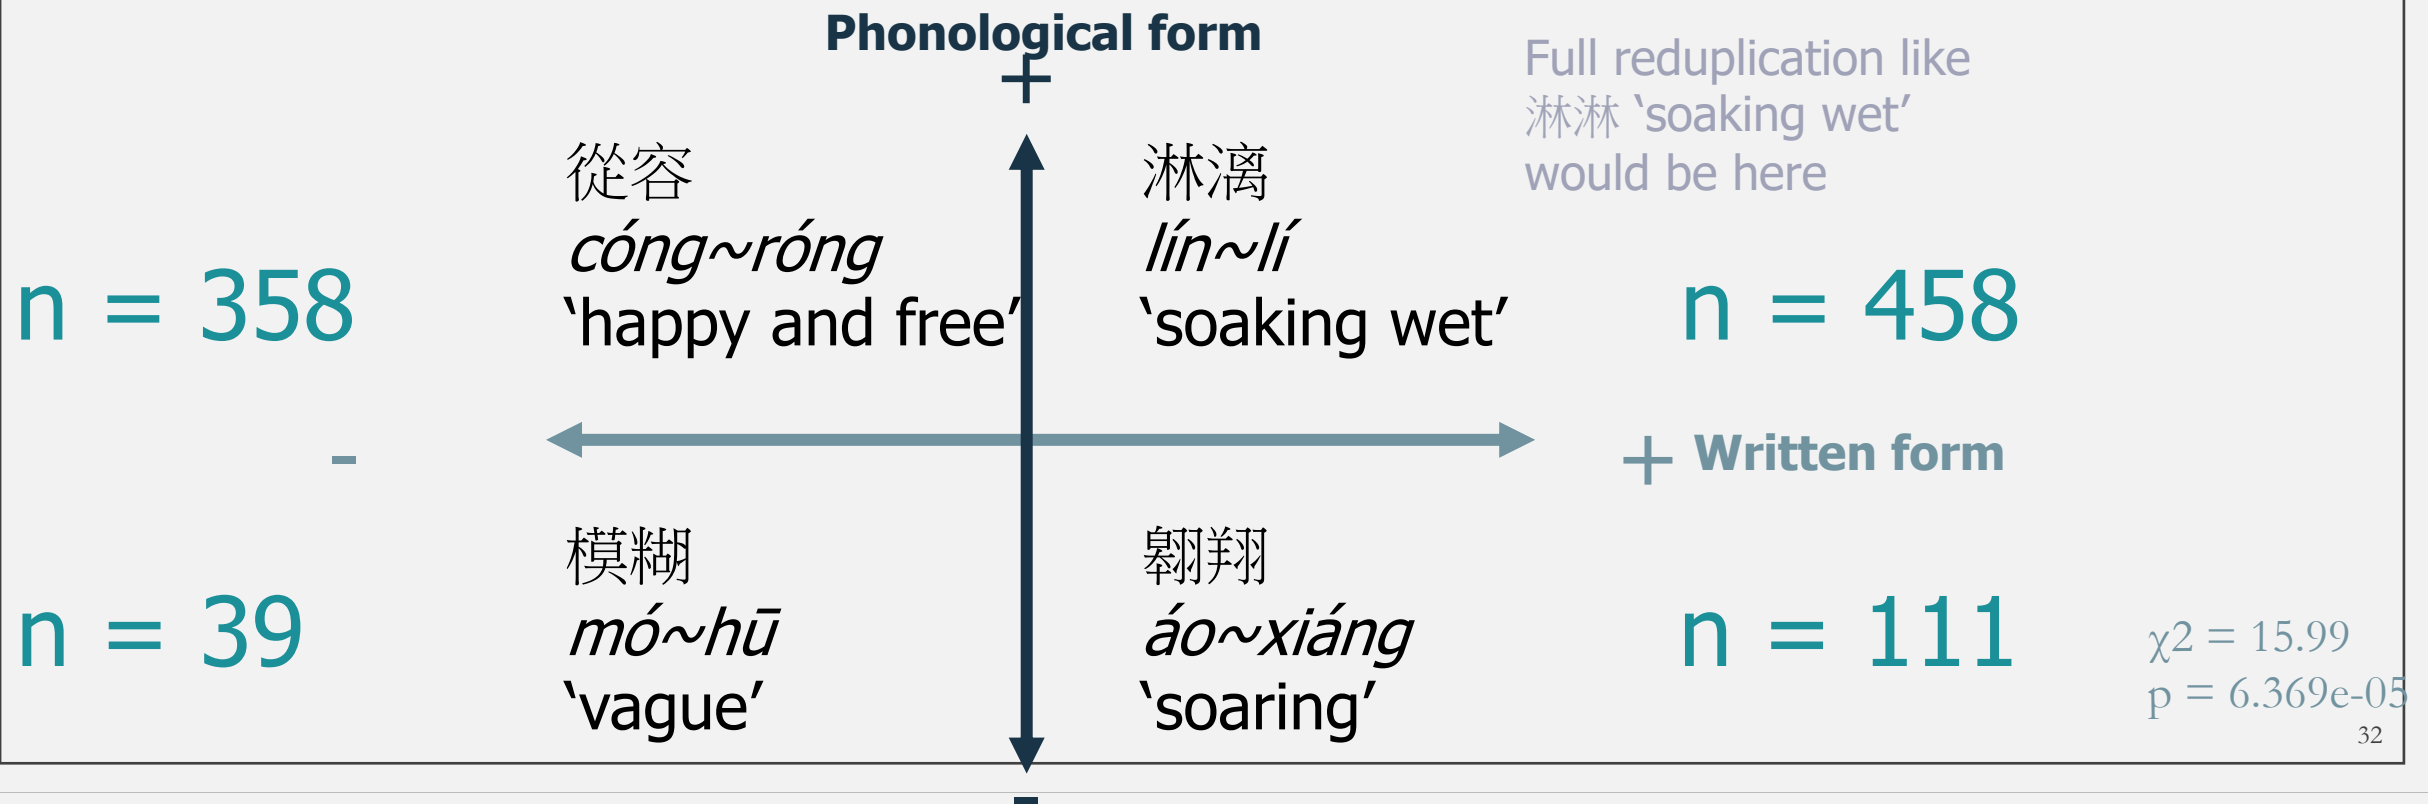 Phonological form
+
Full reduplication like
淋淋 ‘soaking wet’
would be here
從容
cóng~róng
‘happy and free’
淋漓
lín~lí
‘soaking wet’
n = 358
n = 458
-
+ Written form
模糊
mó~hū
‘vague’
翺翔
áo~xiáng
‘soaring’
n = 39
n = 111
χ2 = 15.99
p = 6.369e-05
32
-